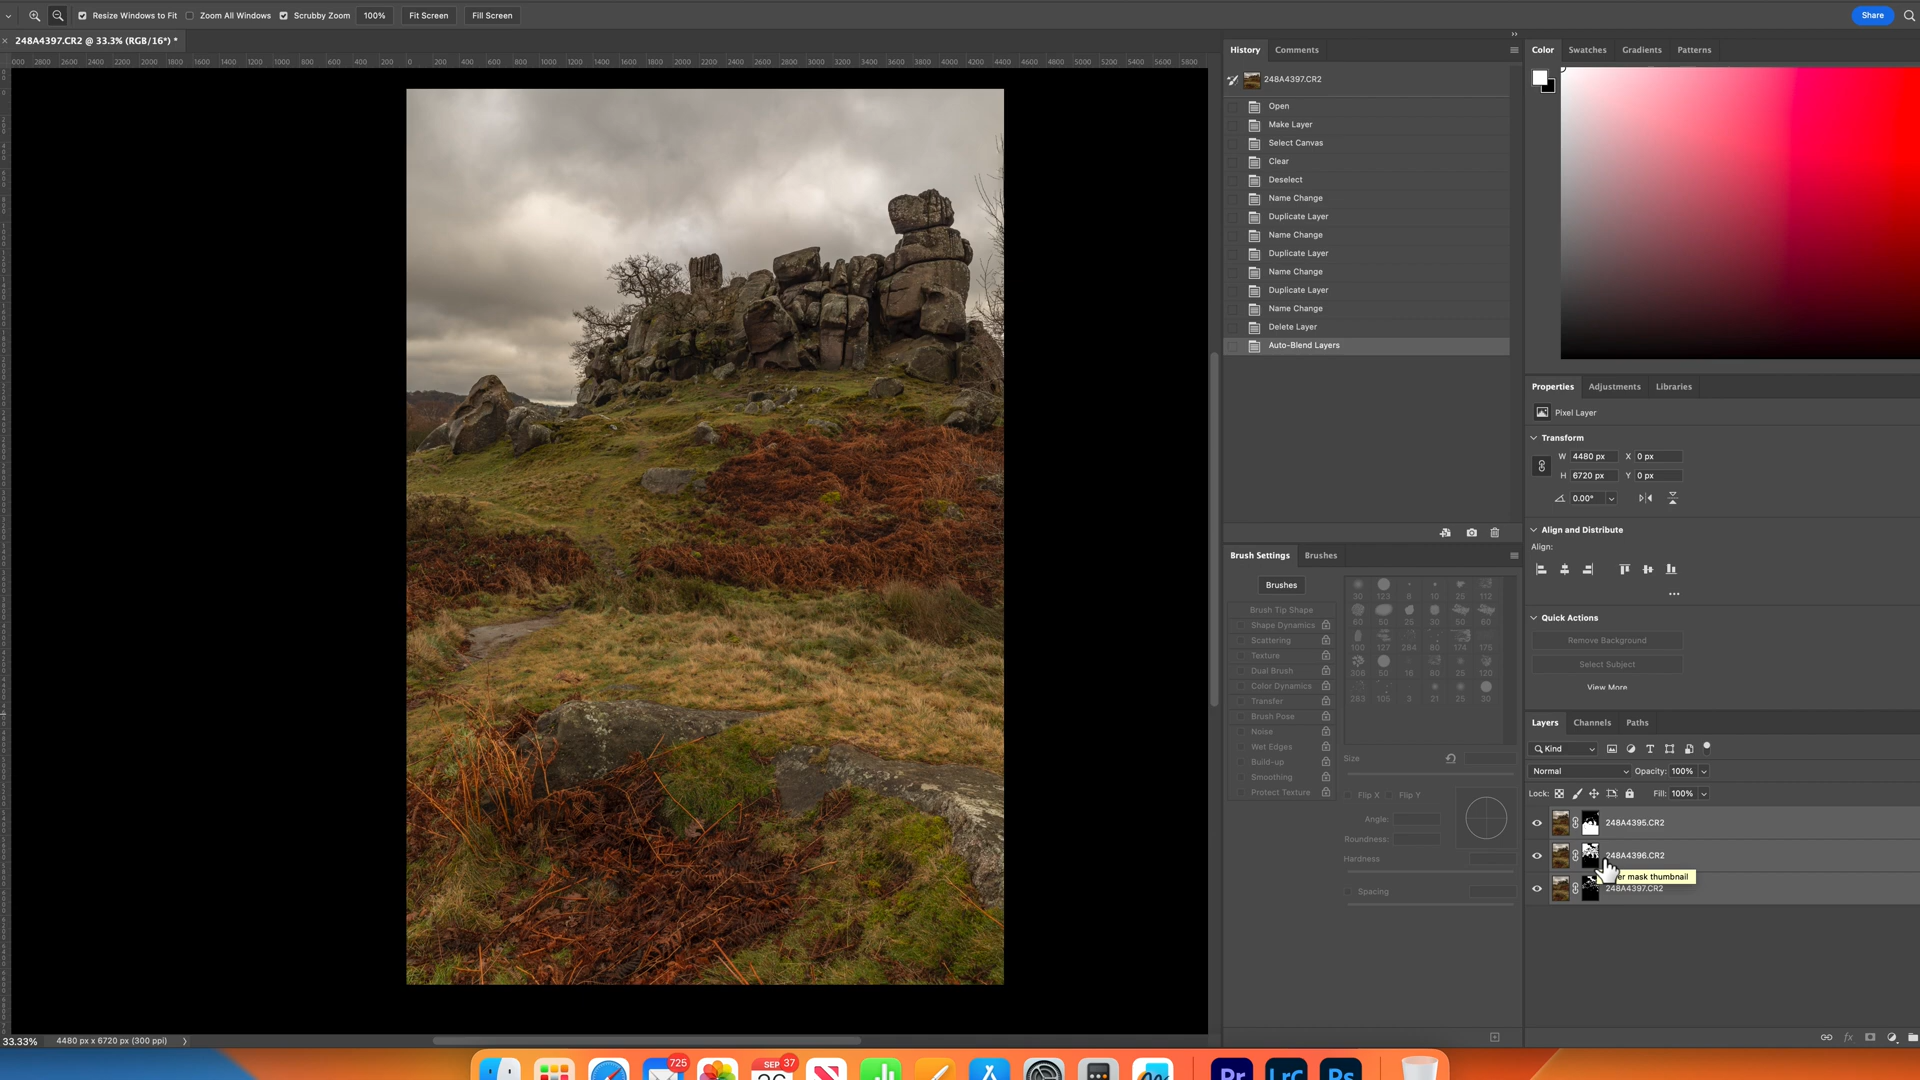 Resize Windows to Fit Zoom All Windows Scrubby Zoom 100% Fit Screen Fill Screen Share
248A4397.CR2 @ 33.3% (RGB/16*) *
History Comments
248A4397.CR2
Open
Make Layer
Select Canvas
Clear
Deselect
Name Change
Duplicate Layer
Name Change
Duplicate Layer
Name Change
Duplicate Layer
Name Change
Delete Layer
Auto-Blend Layers
Brush Settings Brushes
Brushes
Brush Tip Shape
Shape Dynamics
Scattering
Texture
Dual Brush
Color Dynamics
Transfer
Brush Pose
Noise
Wet Edges
Build-up
Smoothing
Protect Texture
Size
Flip X Flip Y
Angle:
Roundness:
Hardness
Spacing
Color Swatches Gradients Patterns
Properties Adjustments Libraries
Pixel Layer
Transform
W 4480 px X 0 px
H 6720 px Y 0 px
0.00°
Align and Distribute
Align:
Quick Actions
Remove Background
Select Subject
View More
Layers Channels Paths
Kind
Normal Opacity: 100%
Lock: Fill: 100%
248A4395.CR2
248A4396.CR2
mask thumbnail
248A4397.CR2
33.33% 4480 px x 6720 px (300 ppi)
725
SEP 37
Pr LrC Ps